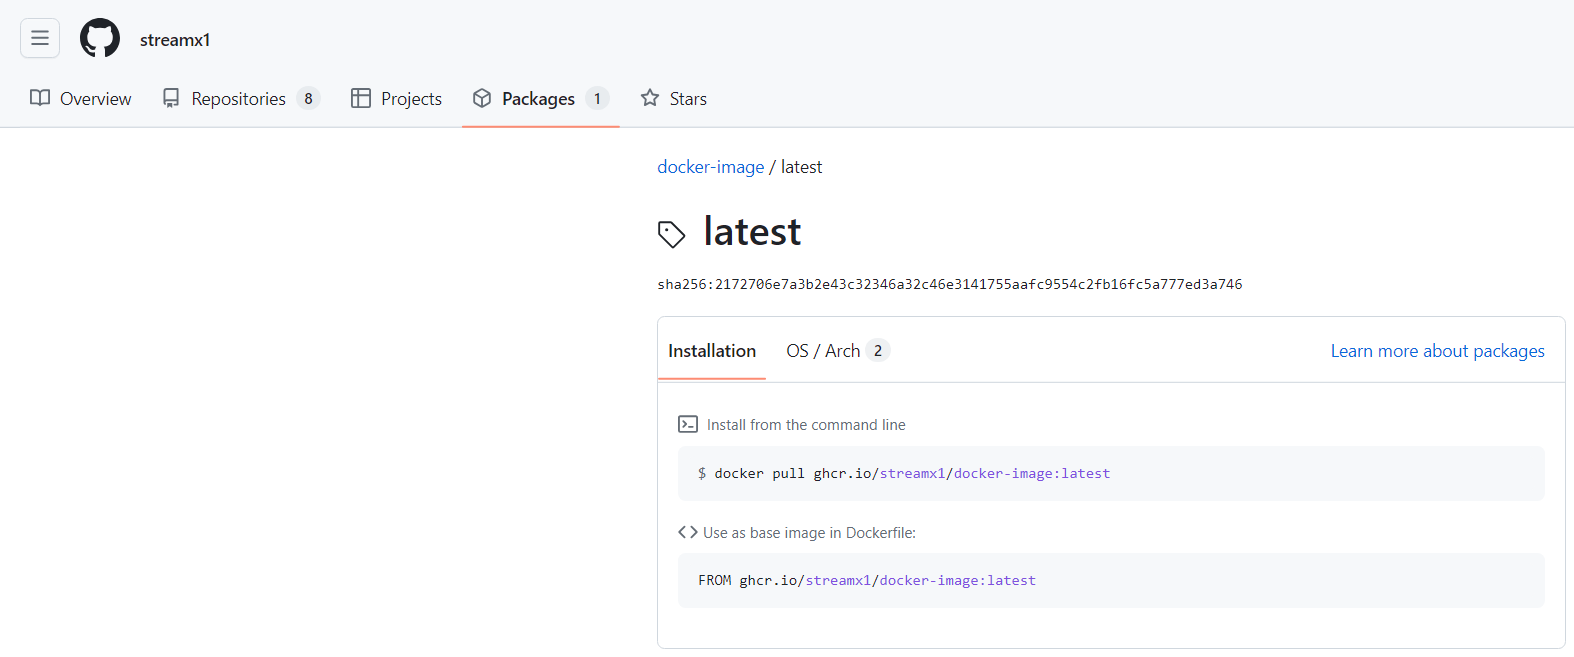 streamx1
Overview Repositories 8 Projects Packages 1 Stars
docker-image / latest
latest
sha256:2172706e7a3b2e43c32346a32c46e3141755aafc9554c2fb16fc5a777ed3a746
Installation OS / Arch 2 Learn more about packages
Install from the command line
$ docker pull ghcr.io/streamx1/docker-image:latest
Use as base image in Dockerfile:
FROM ghcr.io/streamx1/docker-image:latest